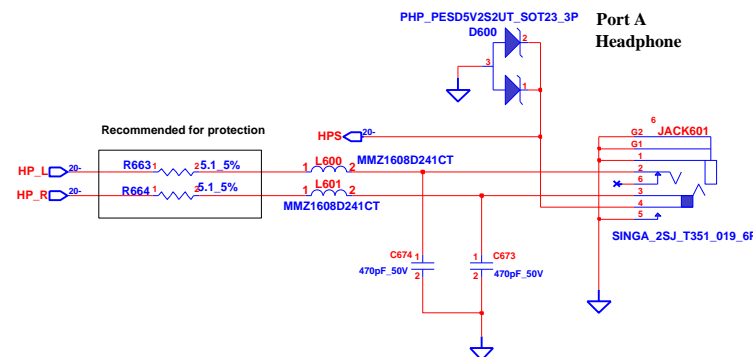 PHP_PESD5V2S2UT_SOT23_3P
D600
Port A
Headphone
2
3
1
6
JACK601
G2
G1
Recommended for protection
HPS 20-
HP_L 20- R663 1 2 5.1_5% 1 L600 2 MMZ1608D241CT
HP_R 20- R664 1 2 5.1_5% 1 L601 2
MMZ1608D241CT
1
2
6
3
4
5
SINGA_2SJ_T351_019_6P
C674 1
470pF_50V 2
1 C673
2 470pF_50V